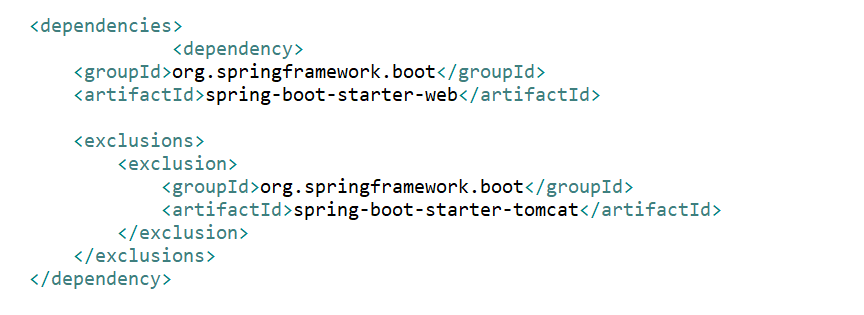 <dependencies>
<dependency>
<groupId>org.springframework.boot</groupId>
<artifactId>spring-boot-starter-web</artifactId>
<exclusions>
<exclusion>
<groupId>org.springframework.boot</groupId>
<artifactId>spring-boot-starter-tomcat</artifactId>
</exclusion>
</exclusions>
</dependency>